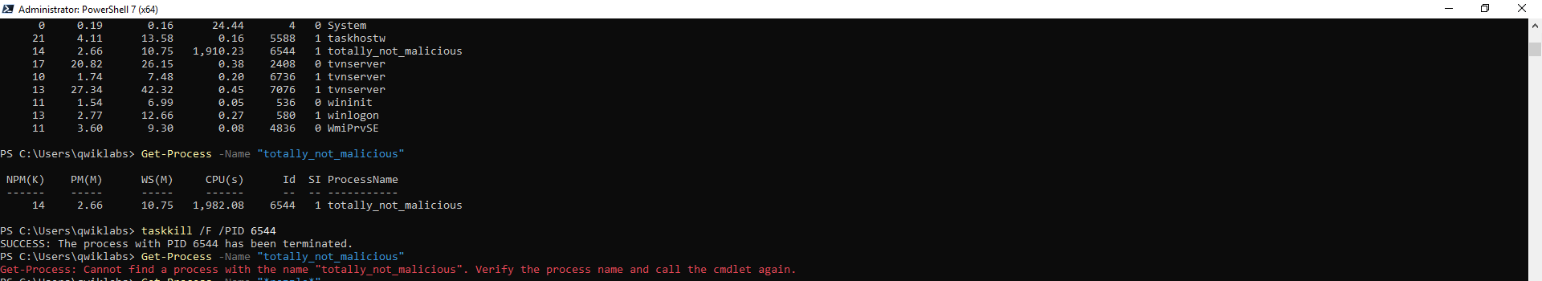 Administrator: PowerShell 7 (x64)
0 0.19 0.16 24.44 4 0 System
21 4.11 13.58 0.16 5588 1 taskhostw
14 2.66 10.75 1,910.23 6544 1 totally_not_malicious
17 20.82 26.15 0.38 2408 0 tvnserver
10 1.74 7.48 0.20 6736 1 tvnserver
13 27.34 42.32 0.45 7076 1 tvnserver
11 1.54 6.99 0.05 536 0 wininit
13 2.77 12.66 0.27 580 1 winlogon
11 3.60 9.30 0.08 4836 0 WmiPrvSE
PS C:\Users\qwiklabs> Get-Process -Name "totally_not_malicious"
NPM(K) PM(M) WS(M) CPU(s) Id SI ProcessName
------ ----- ----- ------ -- -- -----------
14 2.66 10.75 1,982.08 6544 1 totally_not_malicious
PS C:\Users\qwiklabs> taskkill /F /PID 6544
SUCCESS: The process with PID 6544 has been terminated.
PS C:\Users\qwiklabs> Get-Process -Name "totally_not_malicious"
Get-Process: Cannot find a process with the name "totally_not_malicious". Verify the process name and call the cmdlet again.
PS C:\Users\qwiklabs> Get-Process -Name